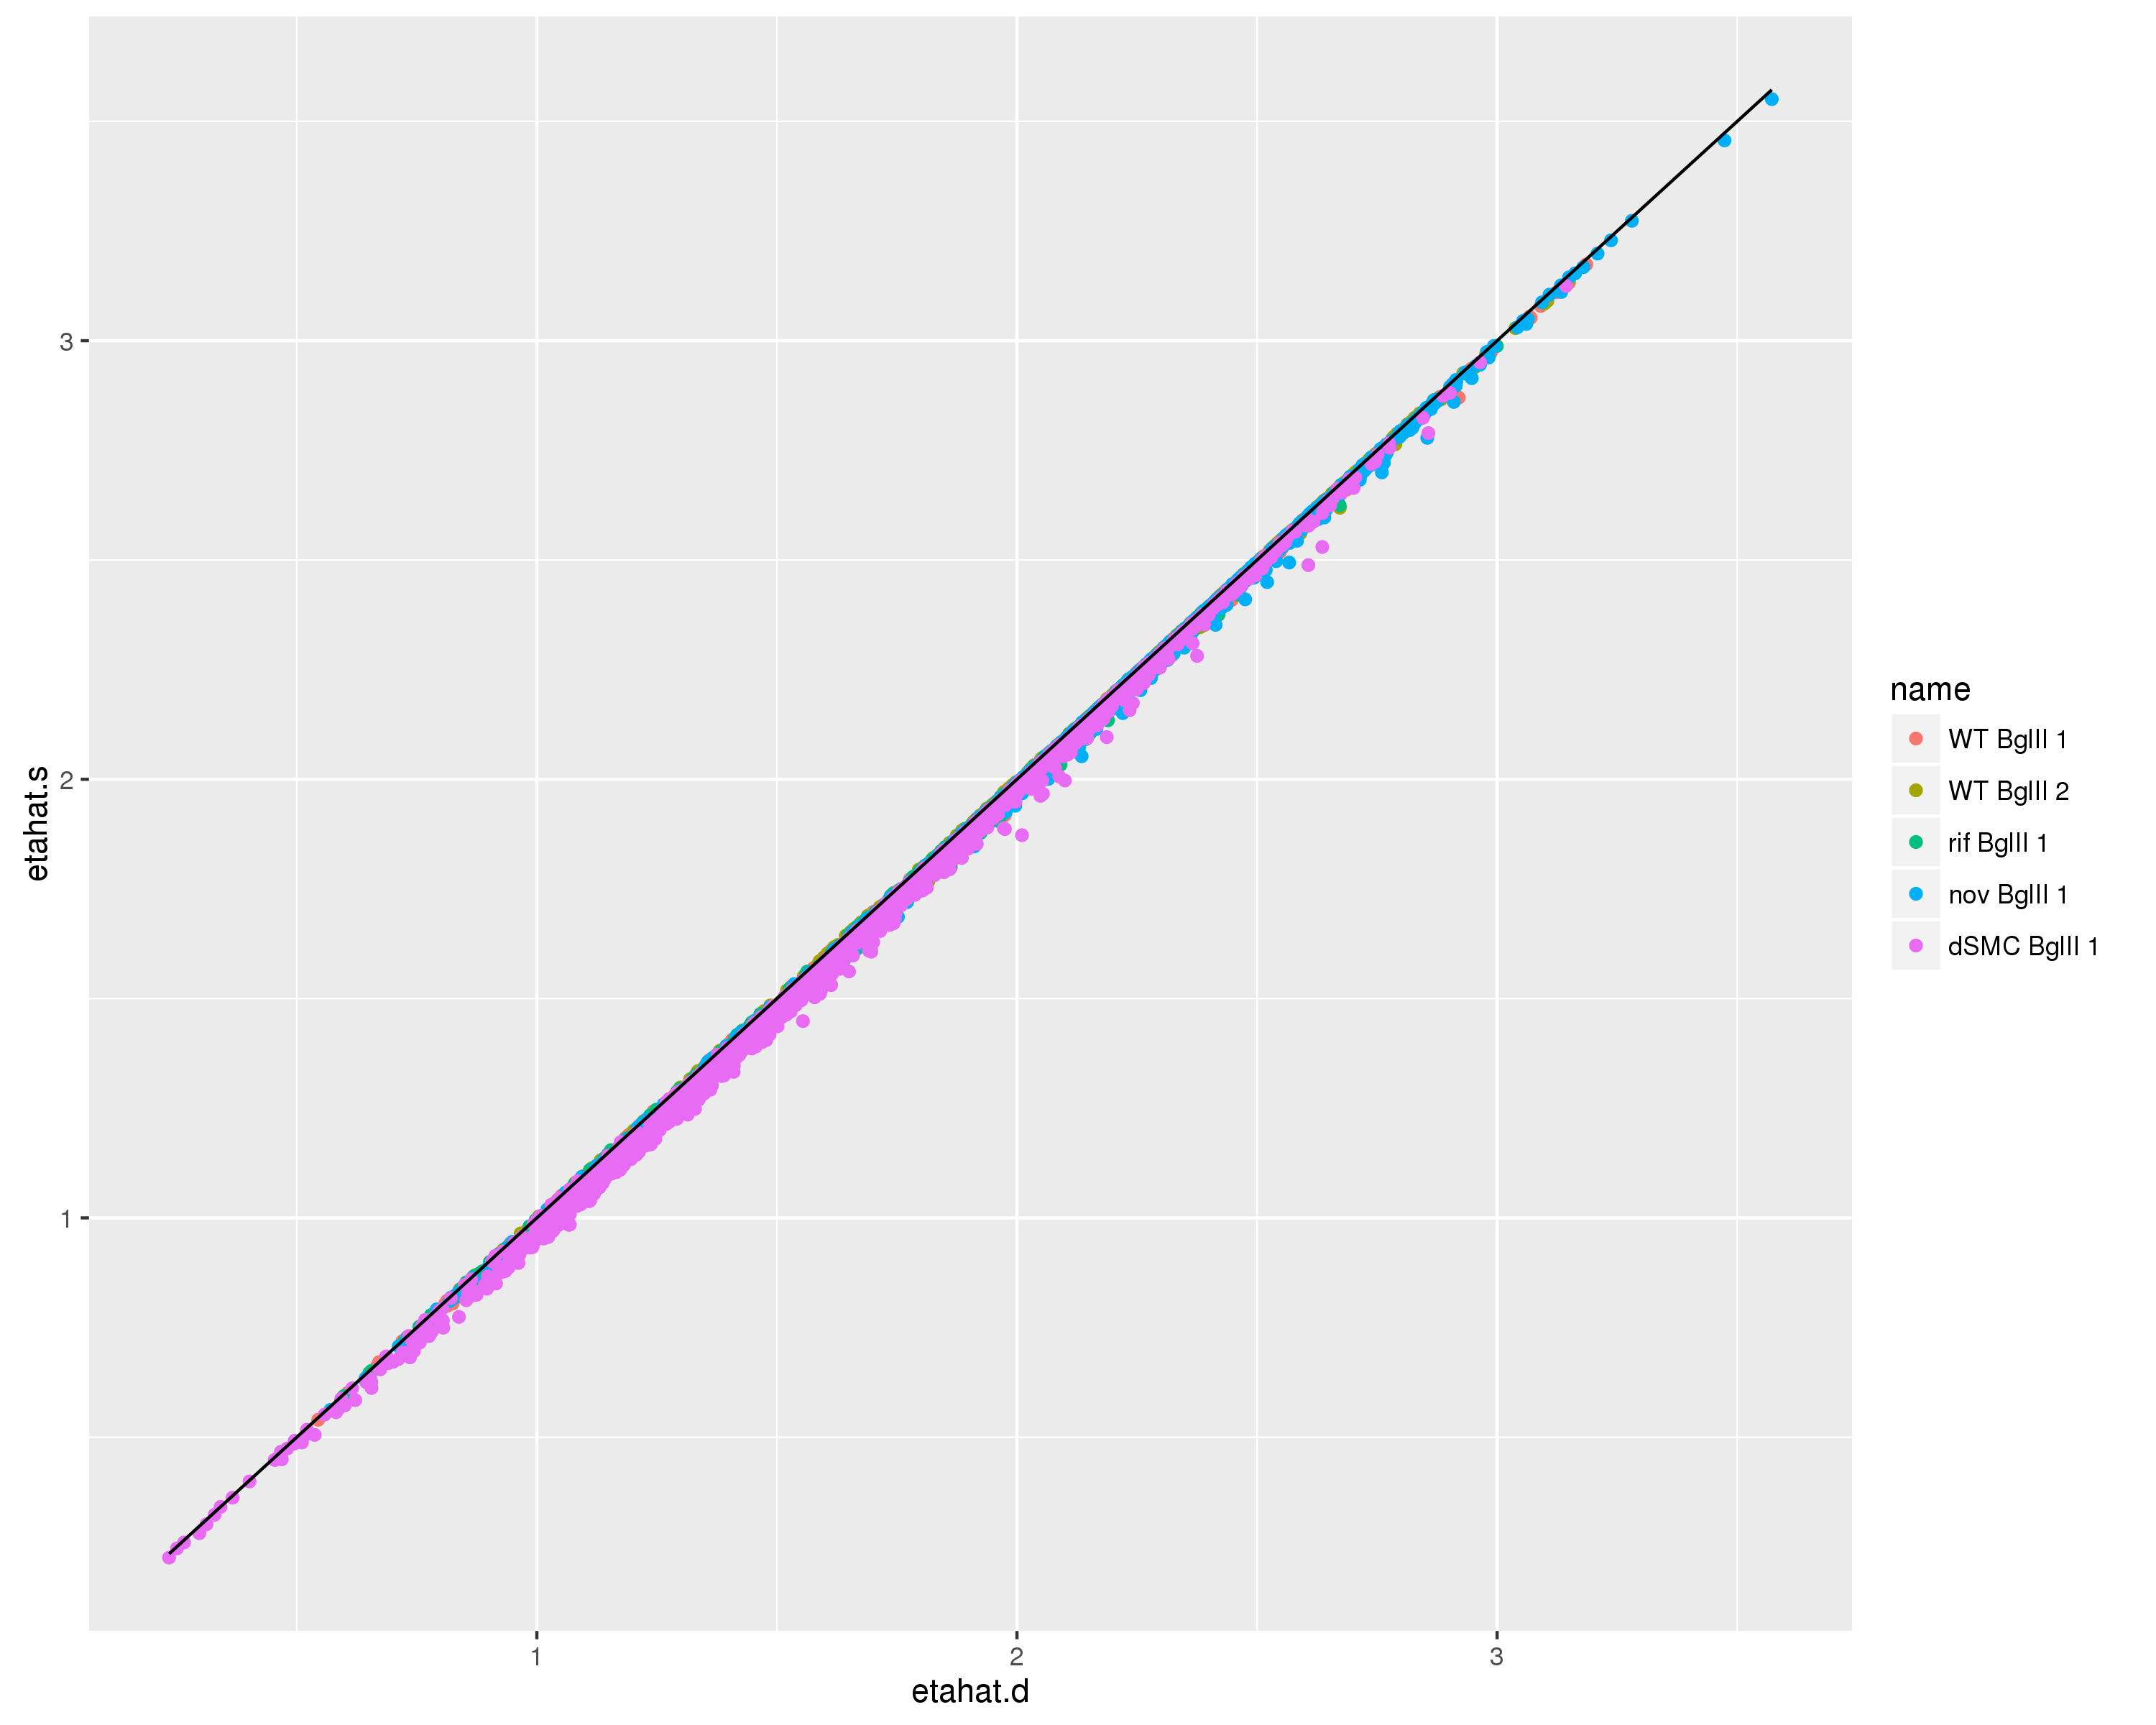 etahat.s
3
2
1
1
2
3
etahat.d
name
WT BglII 1
WT BglII 2
rif BglII 1
nov BglII 1
dSMC BglII 1